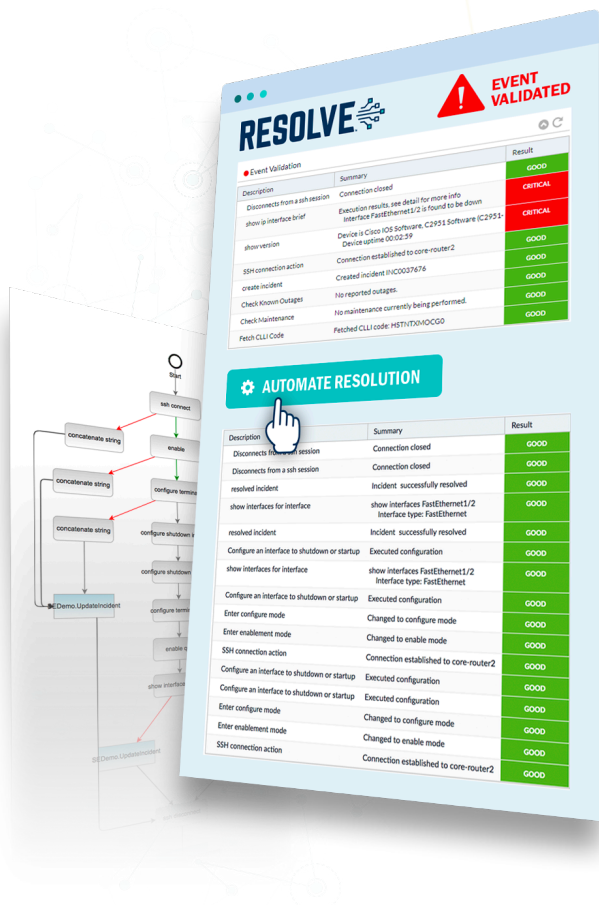 EVENT
VALIDATED
RESOLVE
Event Validation
Description Summary Result
Disconnects from a ssh session Connection closed GOOD
show ip interface brief Execution results, see detail for more info CRITICAL
Interface FastEthernet1/2 is found to be down
show version Device is Cisco IOS Software, C2951 Software (C2951- CRITICAL
Device uptime 00:02:59
SSH connection action Connection established to core-router2 GOOD
create incident Created incident INC0037676 GOOD
Check Known Outages No reported outages. GOOD
Check Maintenance No maintenance currently being performed. GOOD
Fetch CLLI Code Fetched CLLI code: HSTNTXMOCG0 GOOD
AUTOMATE RESOLUTION
Description Summary Result
Disconnects from a ssh session Connection closed GOOD
Disconnects from a ssh session Connection closed GOOD
resolved incident Incident successfully resolved GOOD
show interfaces for interface show interfaces FastEthernet1/2 GOOD
Interface type: FastEthernet
resolved incident Incident successfully resolved GOOD
Configure an interface to shutdown or startup Executed configuration GOOD
show interfaces for interface show interfaces FastEthernet1/2 GOOD
Interface type: FastEthernet
Configure an interface to shutdown or startup Executed configuration GOOD
Enter configure mode Changed to configure mode GOOD
Enter enablement mode Changed to enable mode GOOD
SSH connection action Connection established to core-router2 GOOD
Configure an interface to shutdown or startup Executed configuration GOOD
Configure an interface to shutdown or startup Executed configuration GOOD
Enter configure mode Changed to configure mode GOOD
Enter enablement mode Changed to enable mode GOOD
SSH connection action Connection established to core-router2 GOOD
Start
ssh connect
concatenate string
enable
concatenate string
configure termina
concatenate string
configure shutdown
configure shutdown
SEDemo.UpdateIncident
configure termi
enable
show interface
SEDemo.UpdateIncident